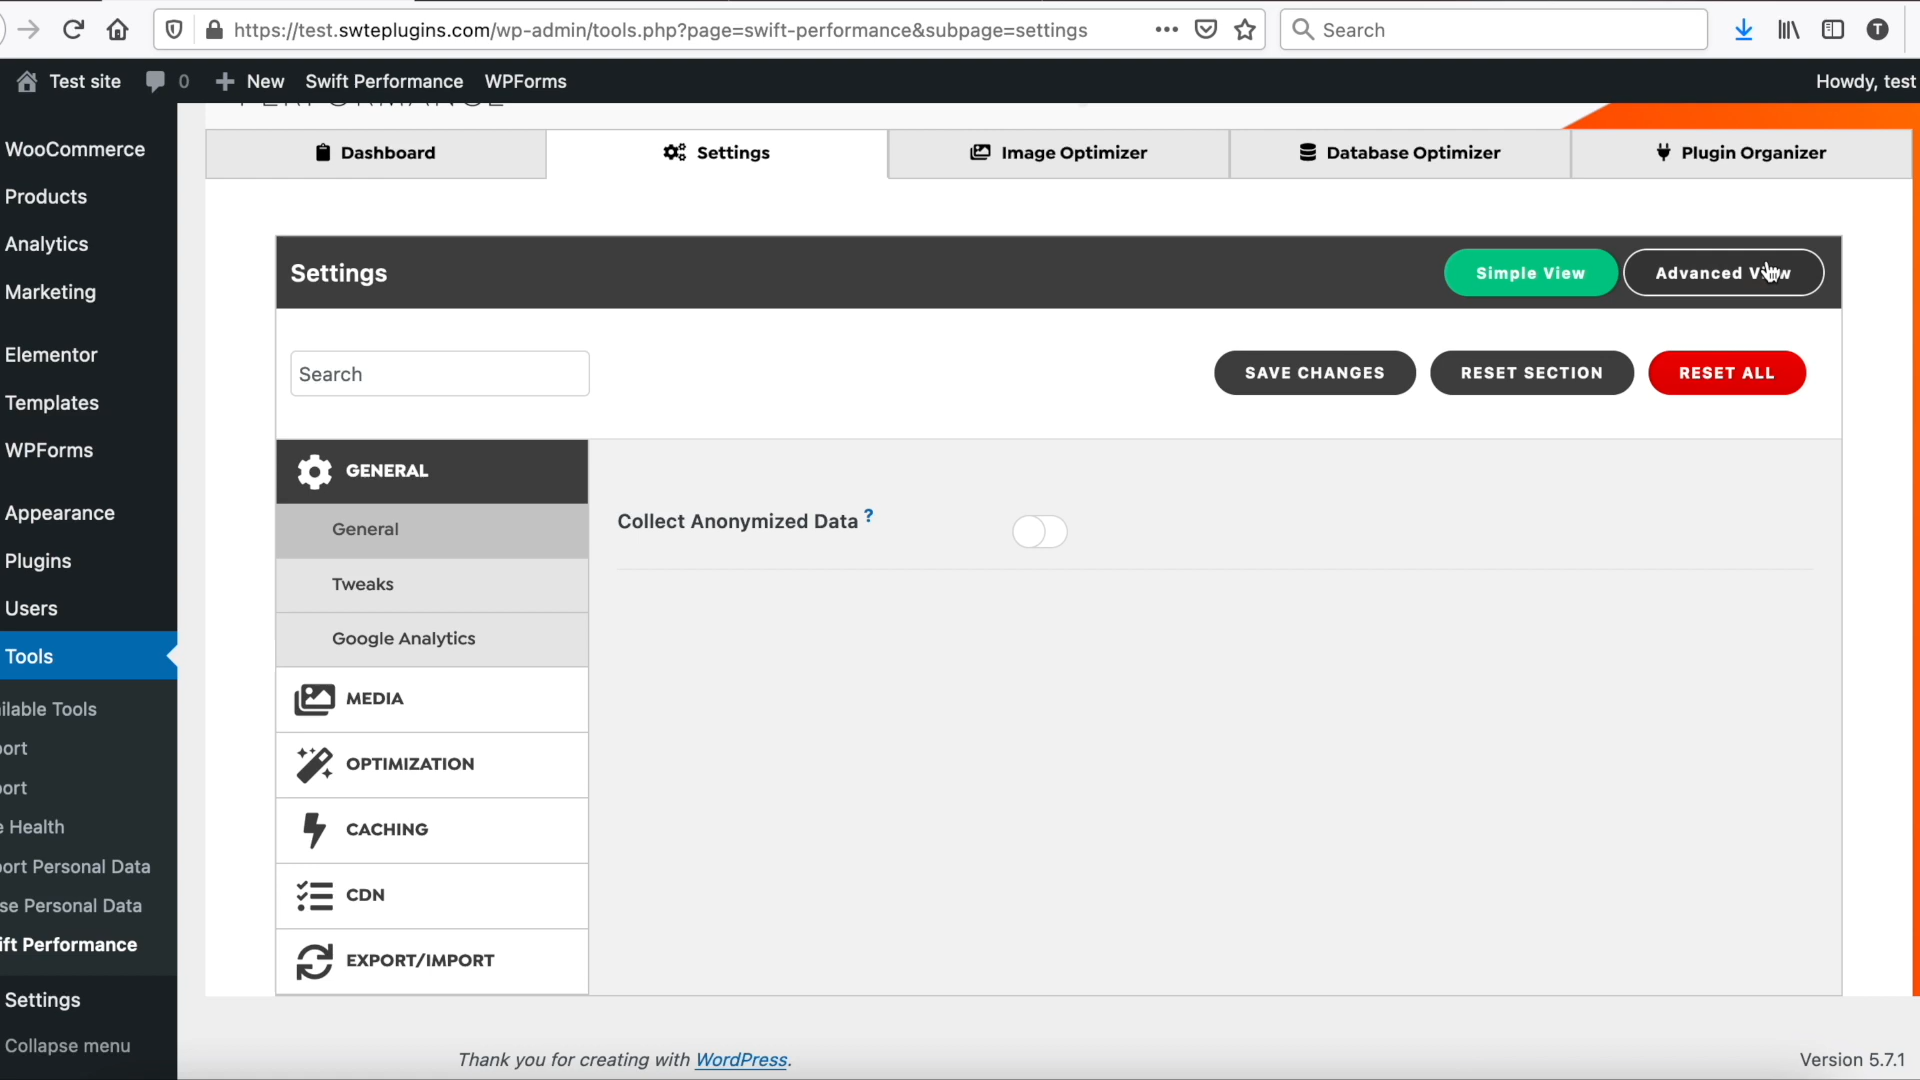 https://test.swteplugins.com/wp-admin/tools.php?page=swift-performance&subpage=settings
Search
T
Test site
0
New
Swift Performance
WPForms
Howdy, test
WooCommerce
Products
Analytics
Marketing
Elementor
Templates
WPForms
Appearance
Plugins
Users
Tools
ilable Tools
ort
ort
e Health
ort Personal Data
se Personal Data
ift Performance
Settings
Collapse menu
Dashboard
Settings
Image Optimizer
Database Optimizer
Plugin Organizer
Settings
Simple View
Advanced View
Search
SAVE CHANGES
RESET SECTION
RESET ALL
GENERAL
General
Tweaks
Google Analytics
MEDIA
OPTIMIZATION
CACHING
CDN
EXPORT/IMPORT
Collect Anonymized Data ?
Thank you for creating with WordPress.
Version 5.7.1